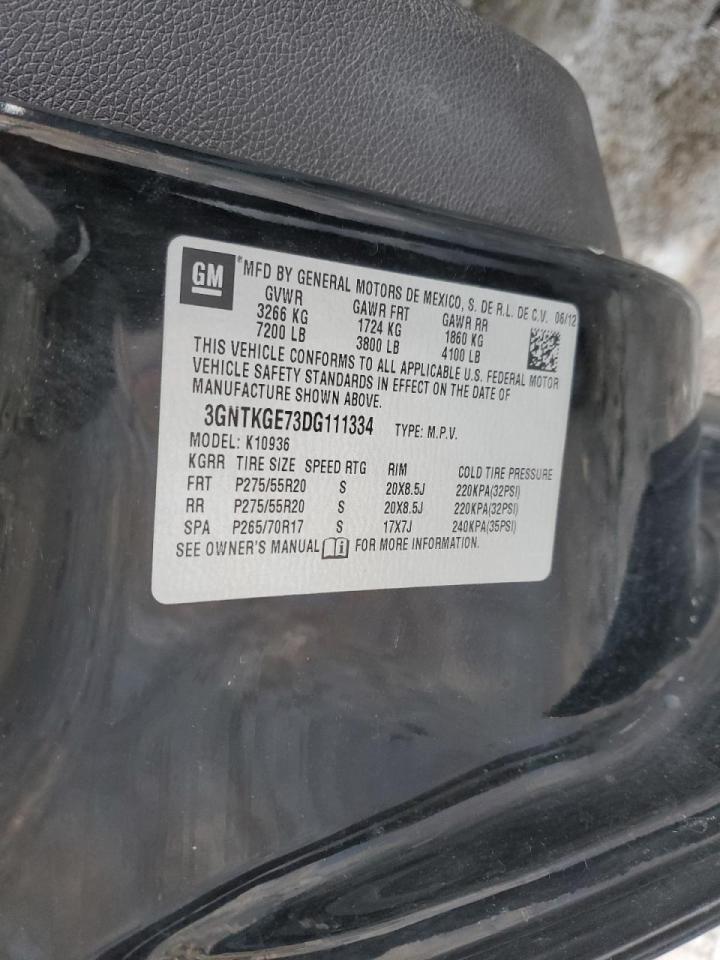 GM ®MFD BY GENERAL MOTORS DE MEXICO, S. DE R.L. DE C.V. 06/12
GVWR GAWR FRT GAWR RR
3266 KG 1724 KG 1860 KG
7200 LB 3800 LB 4100 LB
THIS VEHICLE CONFORMS TO ALL APPLICABLE U.S. FEDERAL MOTOR
VEHICLE SAFETY STANDARDS IN EFFECT ON THE DATE OF
MANUFACTURE SHOWN ABOVE.
3GNTKGE73DG111334 TYPE: M.P.V.
MODEL: K10936
KGRR TIRE SIZE SPEED RTG RIM COLD TIRE PRESSURE
FRT P275/55R20 S 20X8.5J 220KPA(32PSI)
RR P275/55R20 S 20X8.5J 220KPA(32PSI)
SPA P265/70R17 S 17X7J 240KPA(35PSI)
SEE OWNER'S MANUAL i FOR MORE INFORMATION.